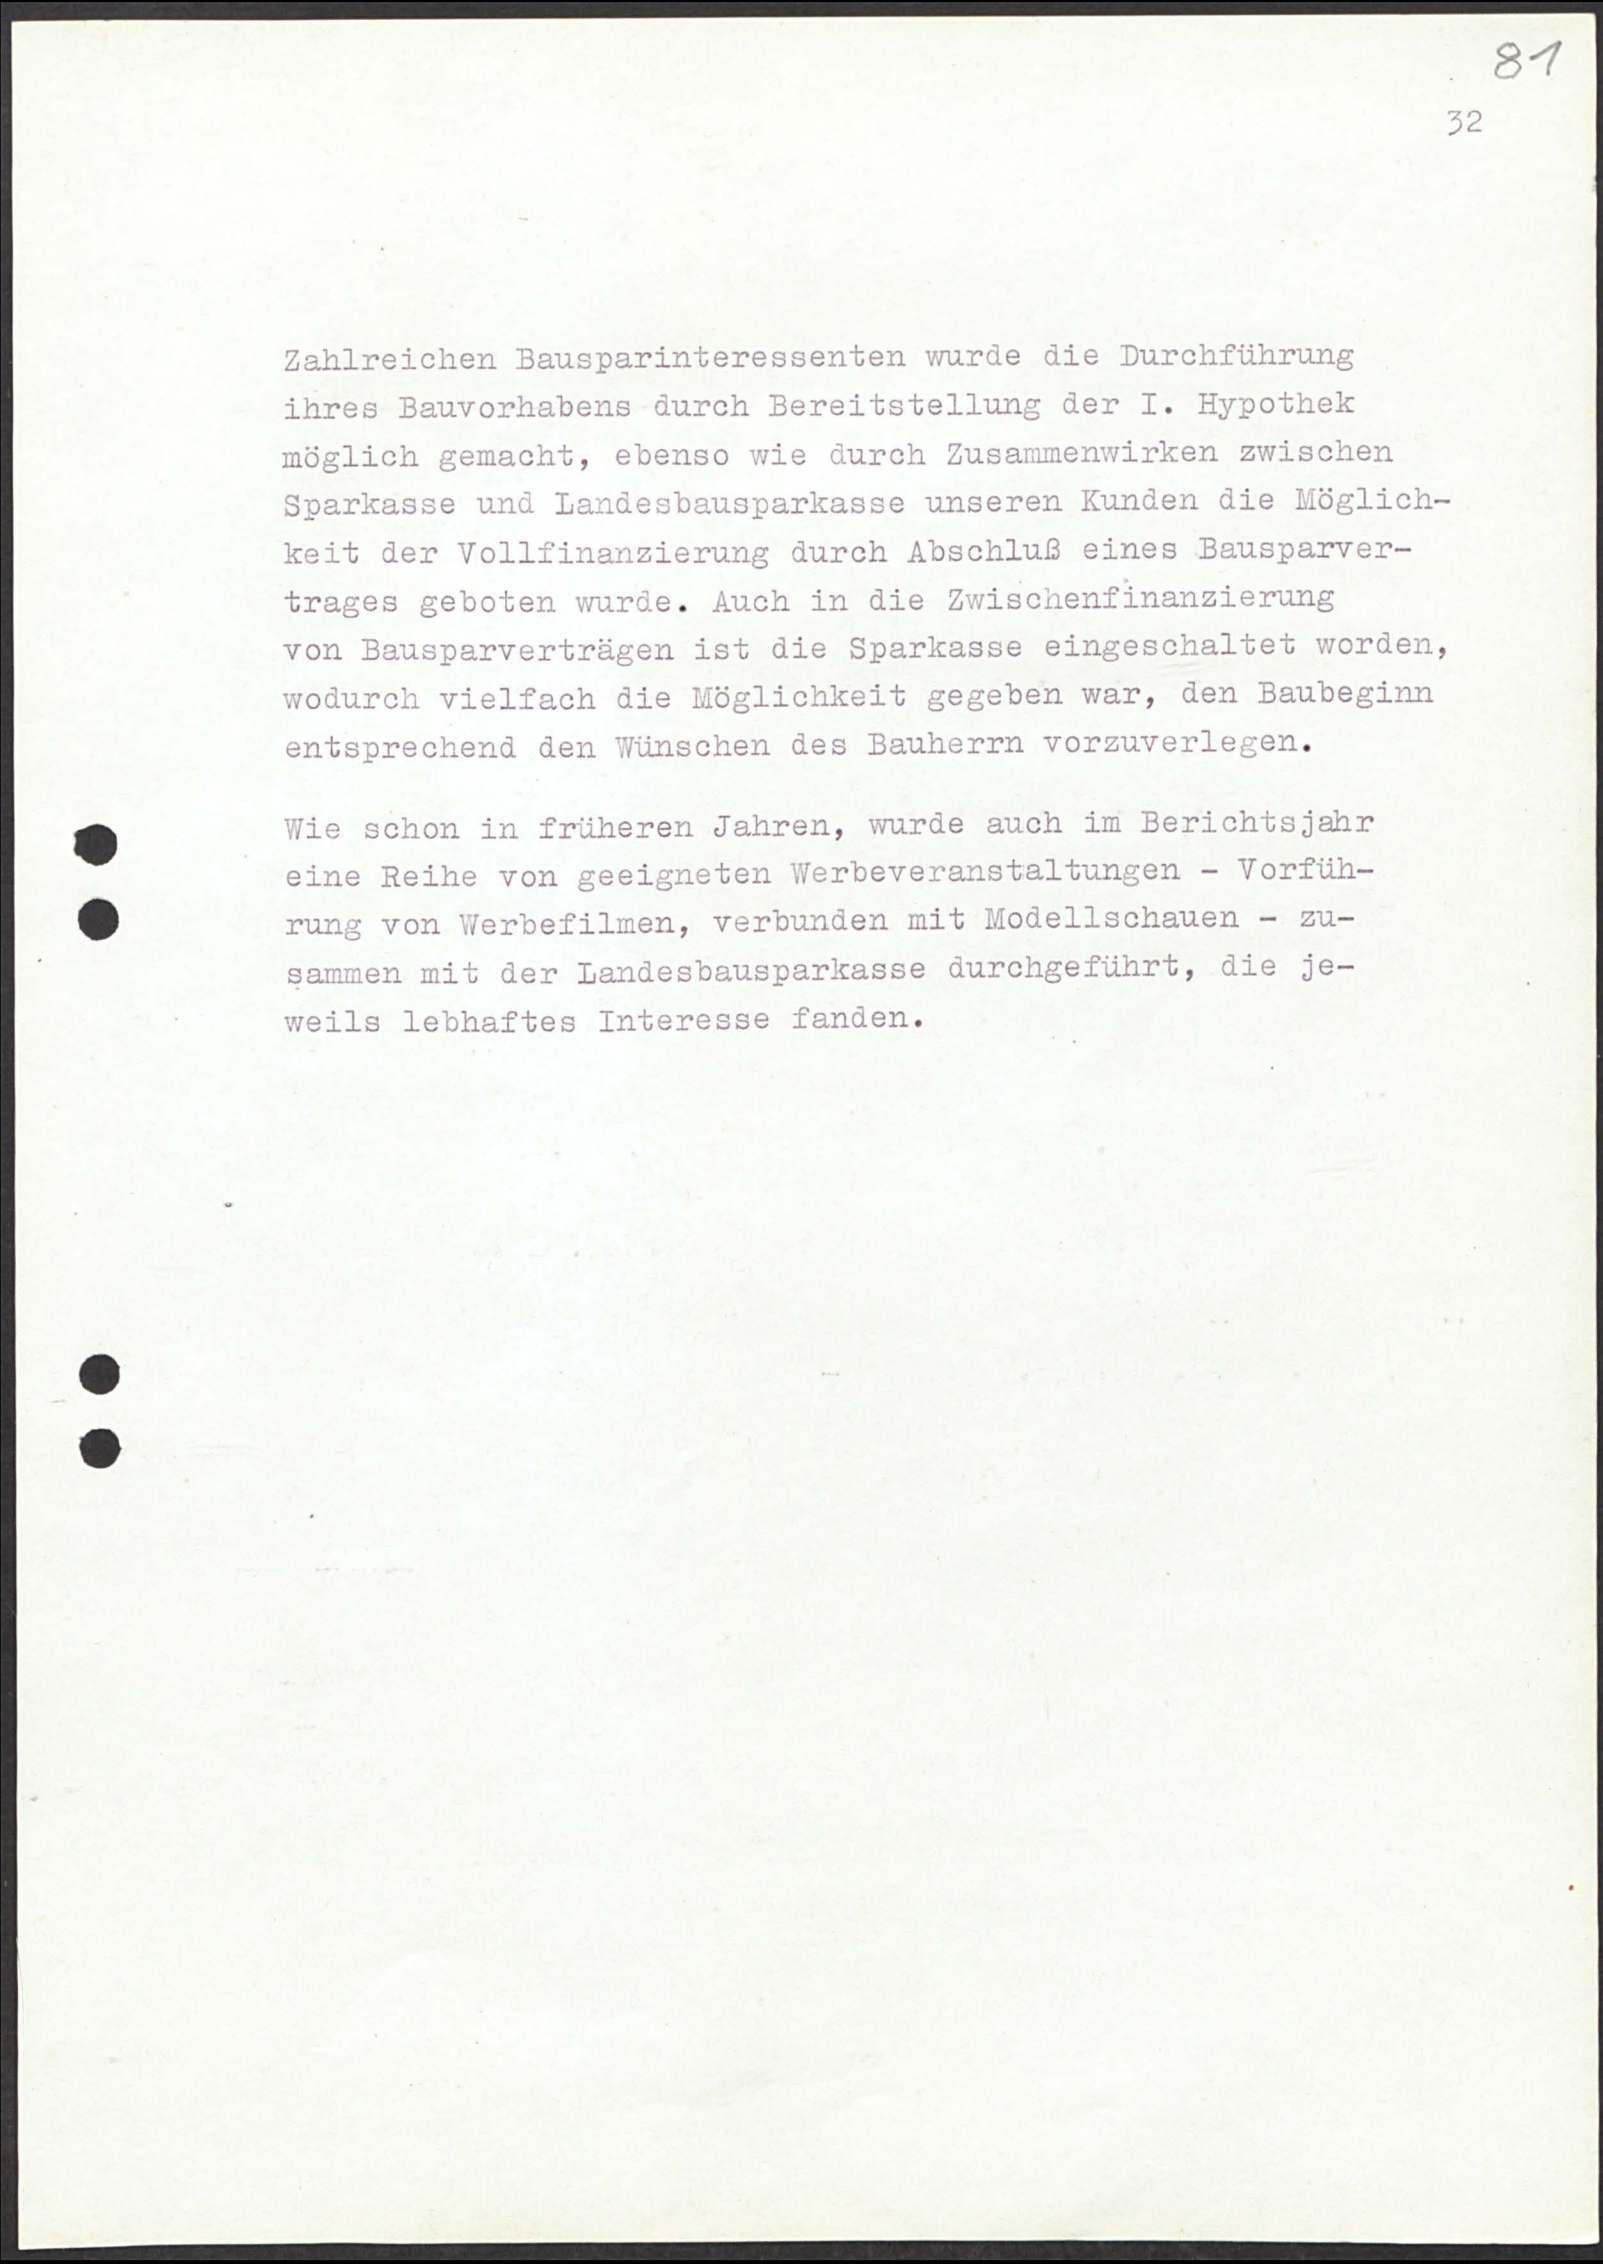 81
32
Zahlreichen Bausparinteressenten wurde die Durchführung
ihres Bauvorhabens durch Bereitstellung der I. Hypothek
möglich gemacht, ebenso wie durch Zusammenwirken zwischen
Sparkasse und Landesbausparkasse unseren Kunden die Möglich-
keit der Vollfinanzierung durch Abschluß eines Bausparver-
trages geboten wurde. Auch in die Zwischenfinanzierung
von Bausparverträgen ist die Sparkasse eingeschaltet worden,
wodurch vielfach die Möglichkeit gegeben war, den Baubeginn
entsprechend den Wünschen des Bauherrn vorzuverlegen.
Wie schon in früheren Jahren, wurde auch im Berichtsjahr
eine Reihe von geeigneten Werbeveranstaltungen - Vorfüh-
rung von Werbefilmen, verbunden mit Modellschauen - zu-
sammen mit der Landesbausparkasse durchgeführt, die je-
weils lebhaftes Interesse fanden.